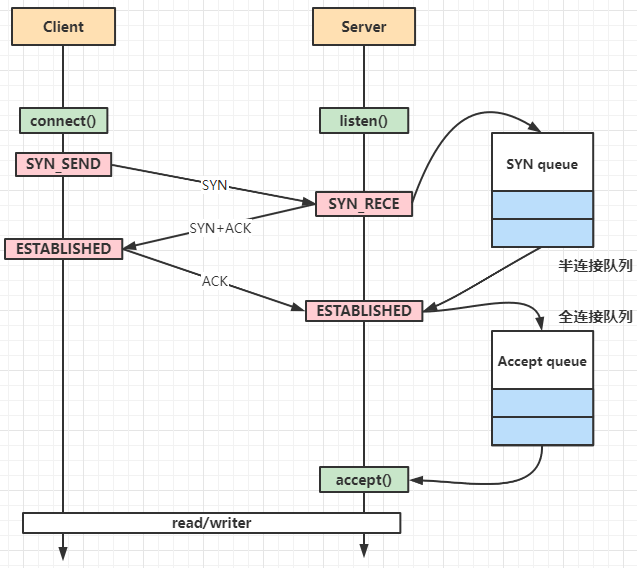 Client
Server
connect()
listen()
SYN_SEND
SYN queue
SYN
SYN_RECE
SYN+ACK
ESTABLISHED
半连接队列
ACK
ESTABLISHED
全连接队列
Accept queue
accept()
read/writer